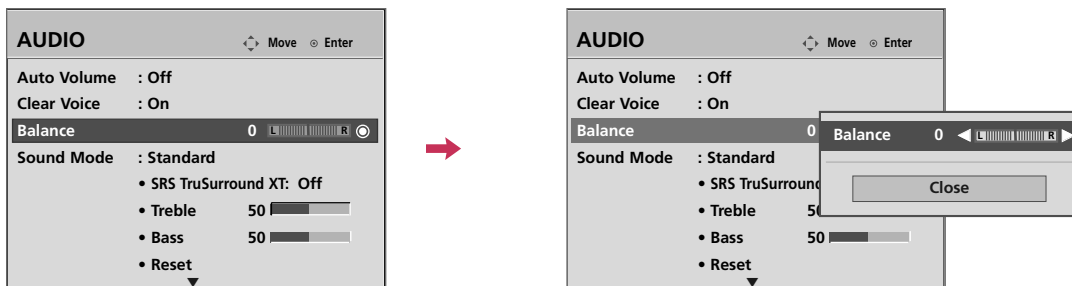 AUDIO Move Enter
Auto Volume : Off
Clear Voice : On
Balance 0 L R
Sound Mode : Standard
• SRS TruSurround XT: Off
• Treble 50
• Bass 50
• Reset
AUDIO Move Enter
Auto Volume : Off
Clear Voice : On
Balance 0
Sound Mode : Standard
• SRS TruSurround
• Treble 50
• Bass 50
• Reset
Balance 0 L R
Close